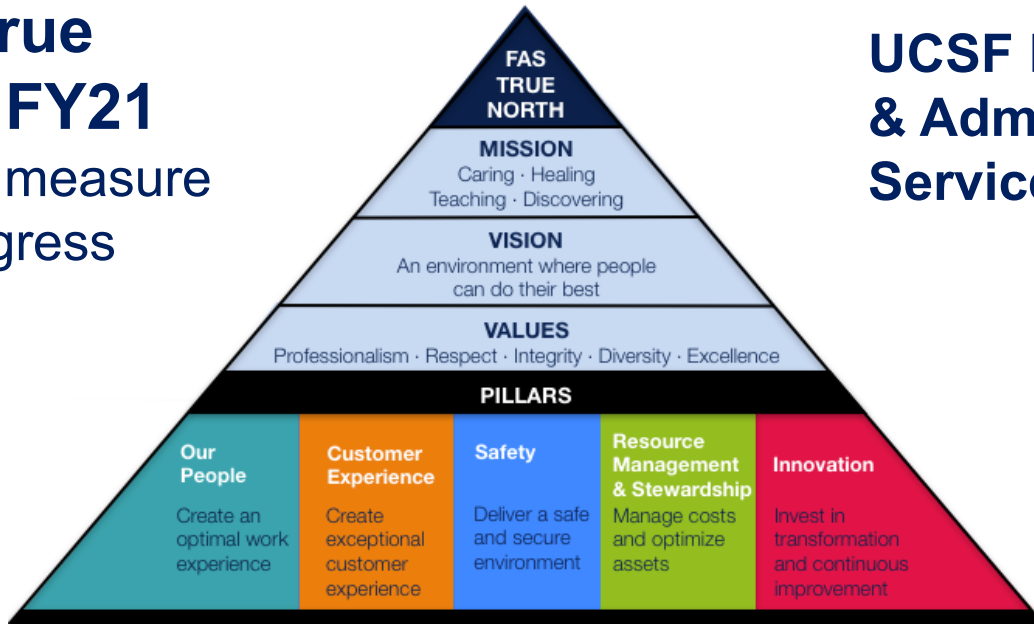 rue
FY21
measure
gress
UCSF
& Adm
Service
FAS
TRUE
NORTH
MISSION
Caring · Healing
Teaching · Discovering
VISION
An environment where people
can do their best
VALUES
Professionalism · Respect · Integrity · Diversity · Excellence
PILLARS
Our
People
Create an
optimal work
experience
Customer
Experience
Create
exceptional
customer
experience
Safety
Deliver a safe
and secure
environment
Resource
Management
& Stewardship
Manage costs
and optimize
assets
Innovation
Invest in
transformation
and continuous
improvement